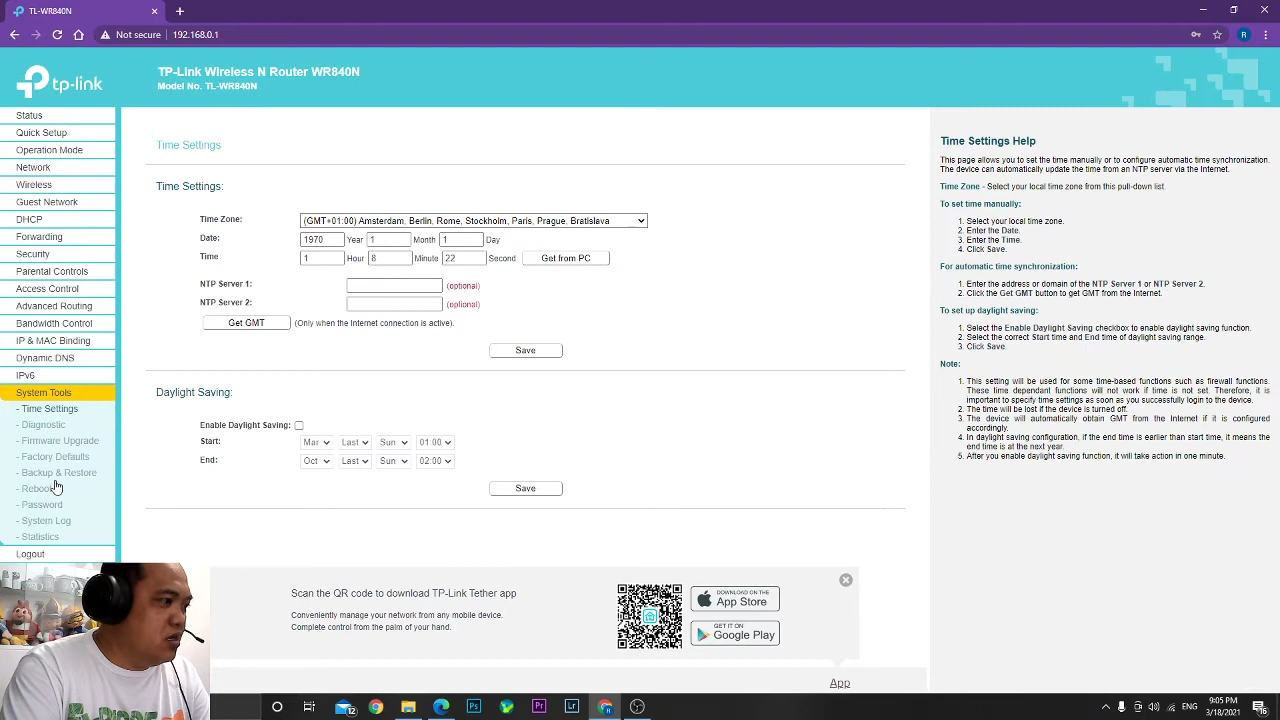 TL-WR840N
Not secure
192.168.0.1
R
tp-link
TP-Link Wireless N Router WR840N
Model No. TL-WR840N
Status
Quick Setup
Operation Mode
Network
Wireless
Guest Network
DHCP
Forwarding
Security
Parental Controls
Access Control
Advanced Routing
Bandwidth Control
IP & MAC Binding
Dynamic DNS
IPv6
System Tools
- Time Settings
- Diagnostic
- Firmware Upgrade
- Factory Defaults
- Backup & Restore
- Reboot
- Password
- System Log
- Statistics
Logout
Time Settings
Time Settings:
Time Zone: (GMT+01:00) Amsterdam, Berlin, Rome, Stockholm, Paris, Prague, Bratislava
Date: 1970 Year 1 Month 1 Day
Time 1 Hour 8 Minute 22 Second Get from PC
NTP Server 1: (optional)
NTP Server 2: (optional)
Get GMT (Only when the Internet connection is active).
Save
Daylight Saving:
Enable Daylight Saving:
Start: Mar Last Sun 01:00
End: Oct Last Sun 02:00
Save
Time Settings Help
This page allows you to set the time manually or to configure automatic time synchronization.
The device can automatically update the time from an NTP server via the Internet.
Time Zone - Select your local time zone from this pull-down list.
To set time manually:
1. Select your local time zone.
2. Enter the Date.
3. Enter the Time.
4. Click Save.
For automatic time synchronization:
1. Enter the address or domain of the NTP Server 1 or NTP Server 2.
2. Click the Get GMT button to get GMT from the Internet.
To set up daylight saving:
1. Select the Enable Daylight Saving checkbox to enable daylight saving function.
2. Select the correct Start time and End time of daylight saving range.
3. Click Save.
Note:
1. This setting will be used for some time-based functions such as firewall functions.
These time dependant functions will not work if time is not set. Therefore, it is
important to specify time settings as soon as you successfully login to the device.
2. The time will be lost if the device is turned off.
3. The device will automatically obtain GMT from the Internet if it is configured
accordingly.
4. In daylight saving configuration, if the end time is earlier than start time, it means the
end time is at the next year.
5. After you enable daylight saving function, it will take action in one minute.
Scan the QR code to download TP-Link Tether app
Conveniently manage your network from any mobile device.
Complete control from the palm of your hand.
DOWNLOAD ON THE
App Store
GET IT ON
Google Play
App
12
Ps
Pr
Lr
ENG
9:05 PM
3/18/2021